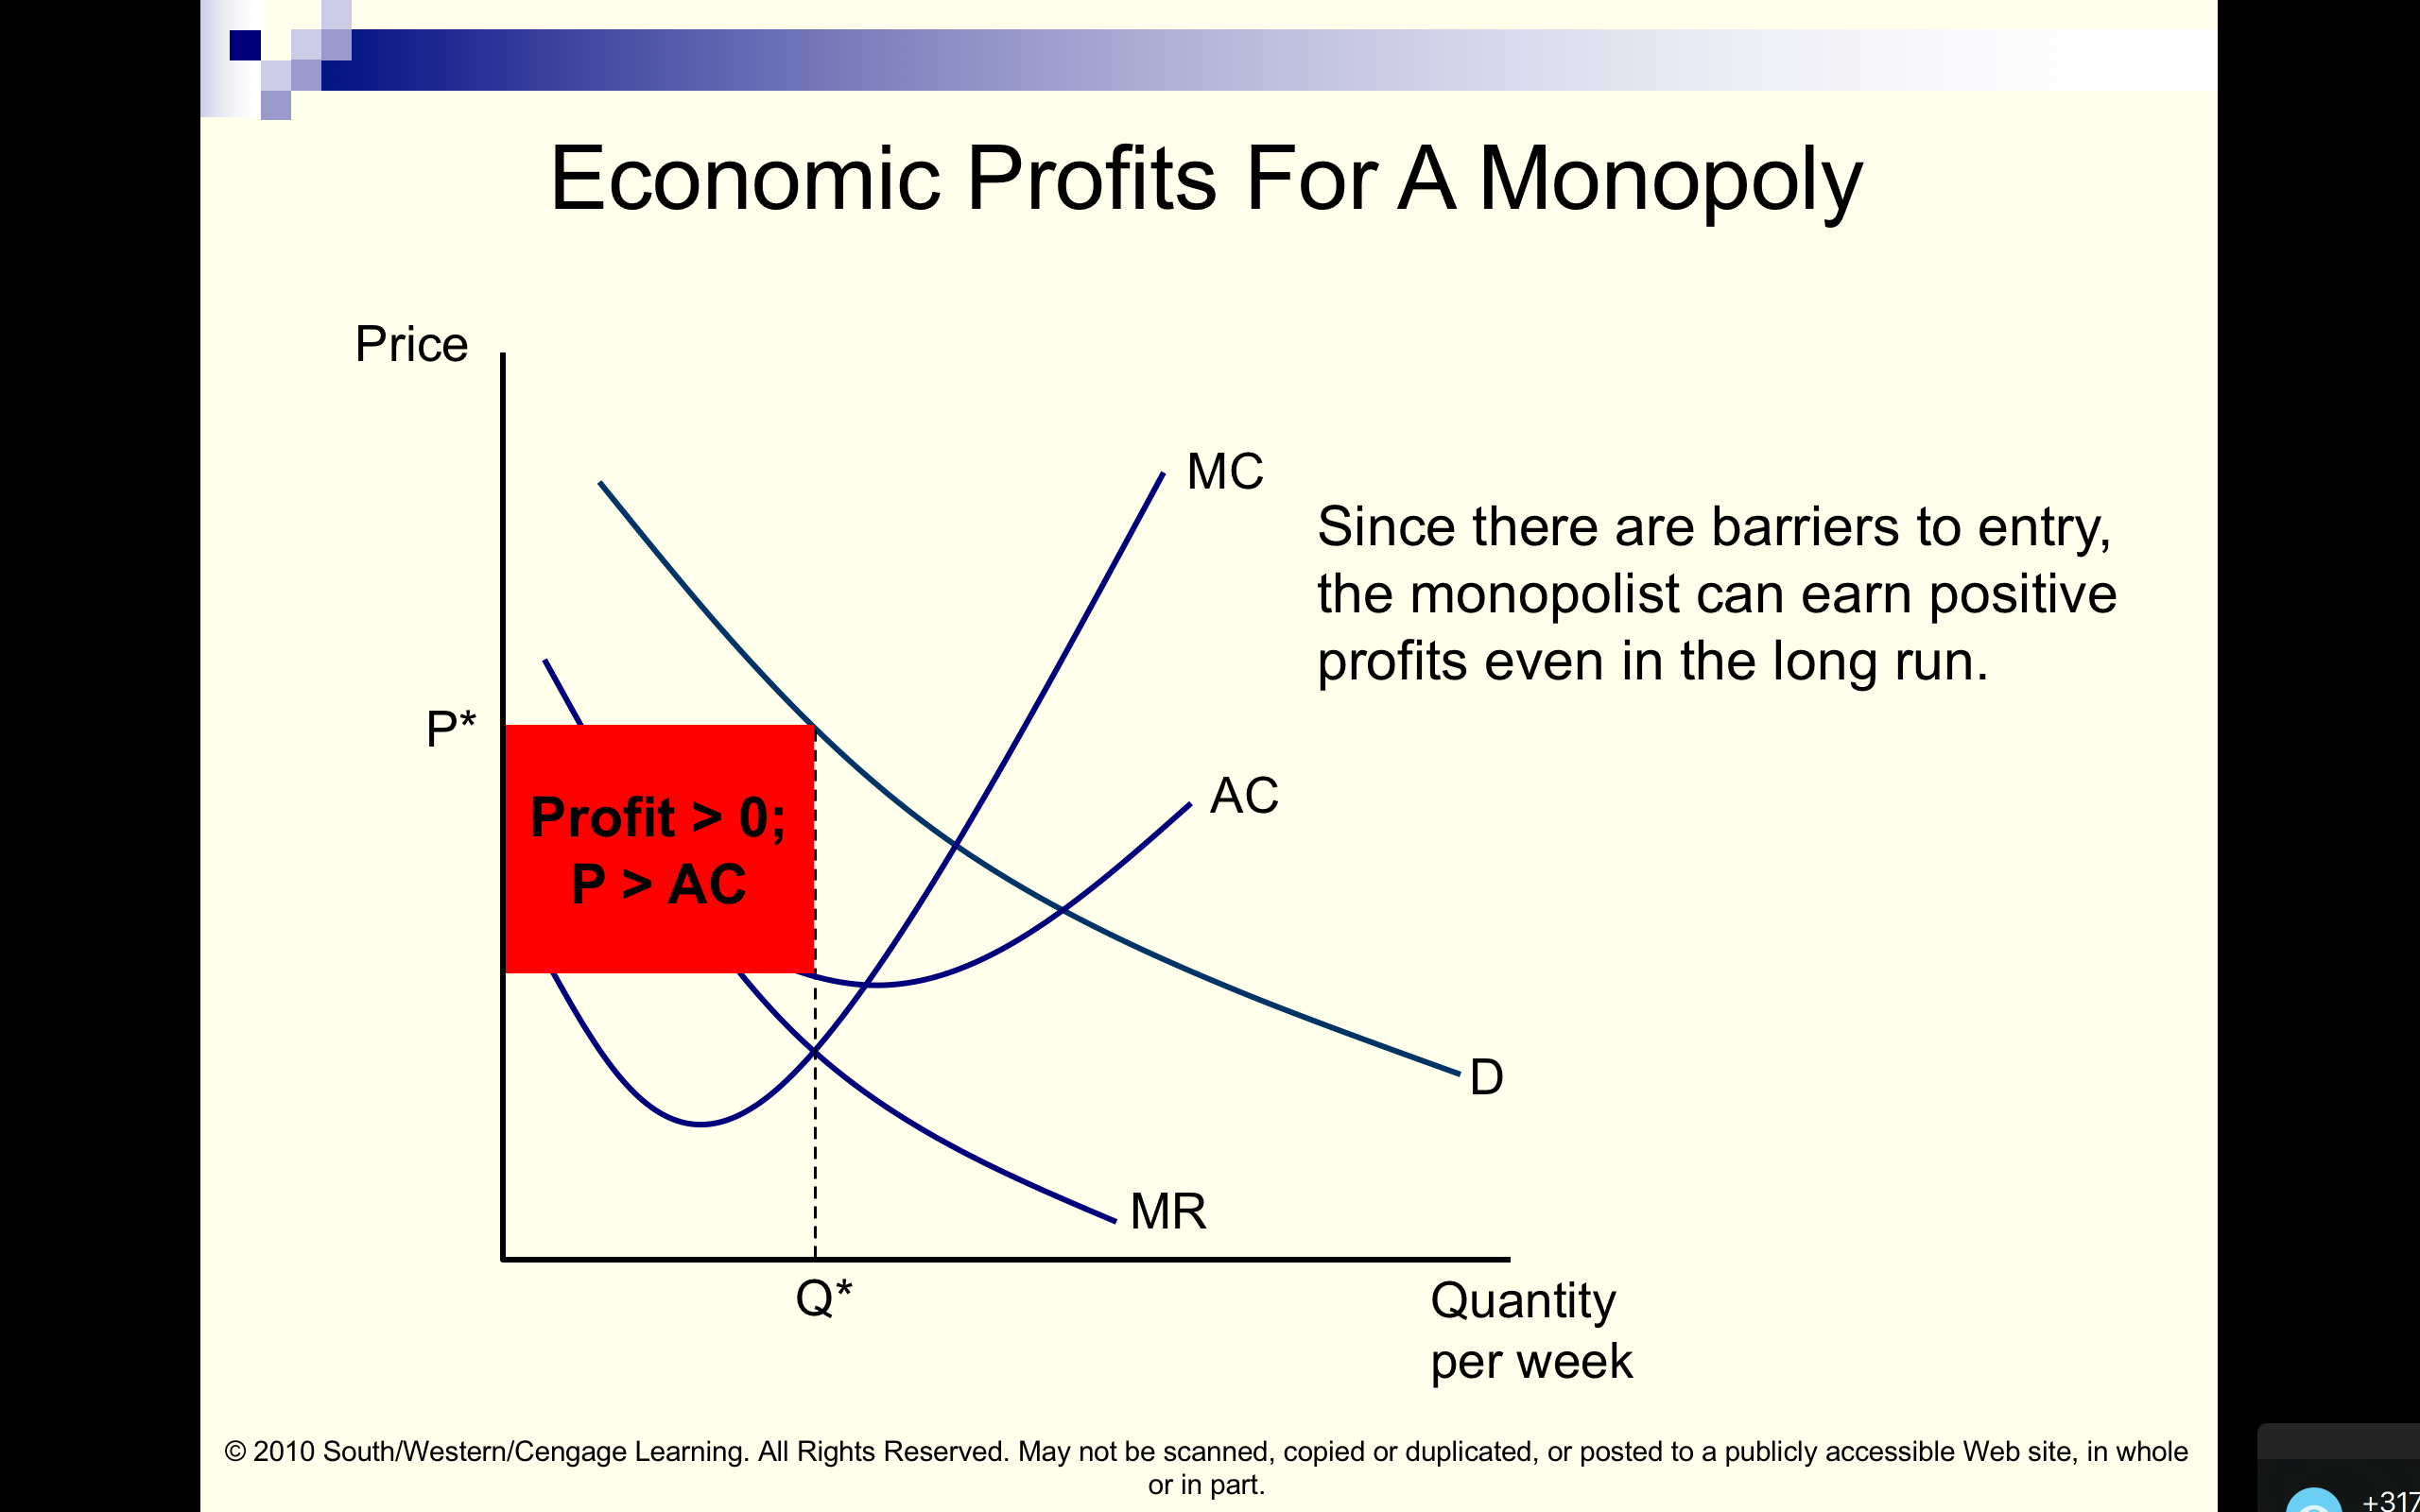 Economic Profits For A Monopoly
Price
MC
Since there are barriers to entry,
the monopolist can earn positive
profits even in the long run.
P*
Profit > 0;
P > AC
AC
D
MR
Q*
Quantity
per week
© 2010 South/Western/Cengage Learning. All Rights Reserved. May not be scanned, copied or duplicated, or posted to a publicly accessible Web site, in whole
or in part.
+317